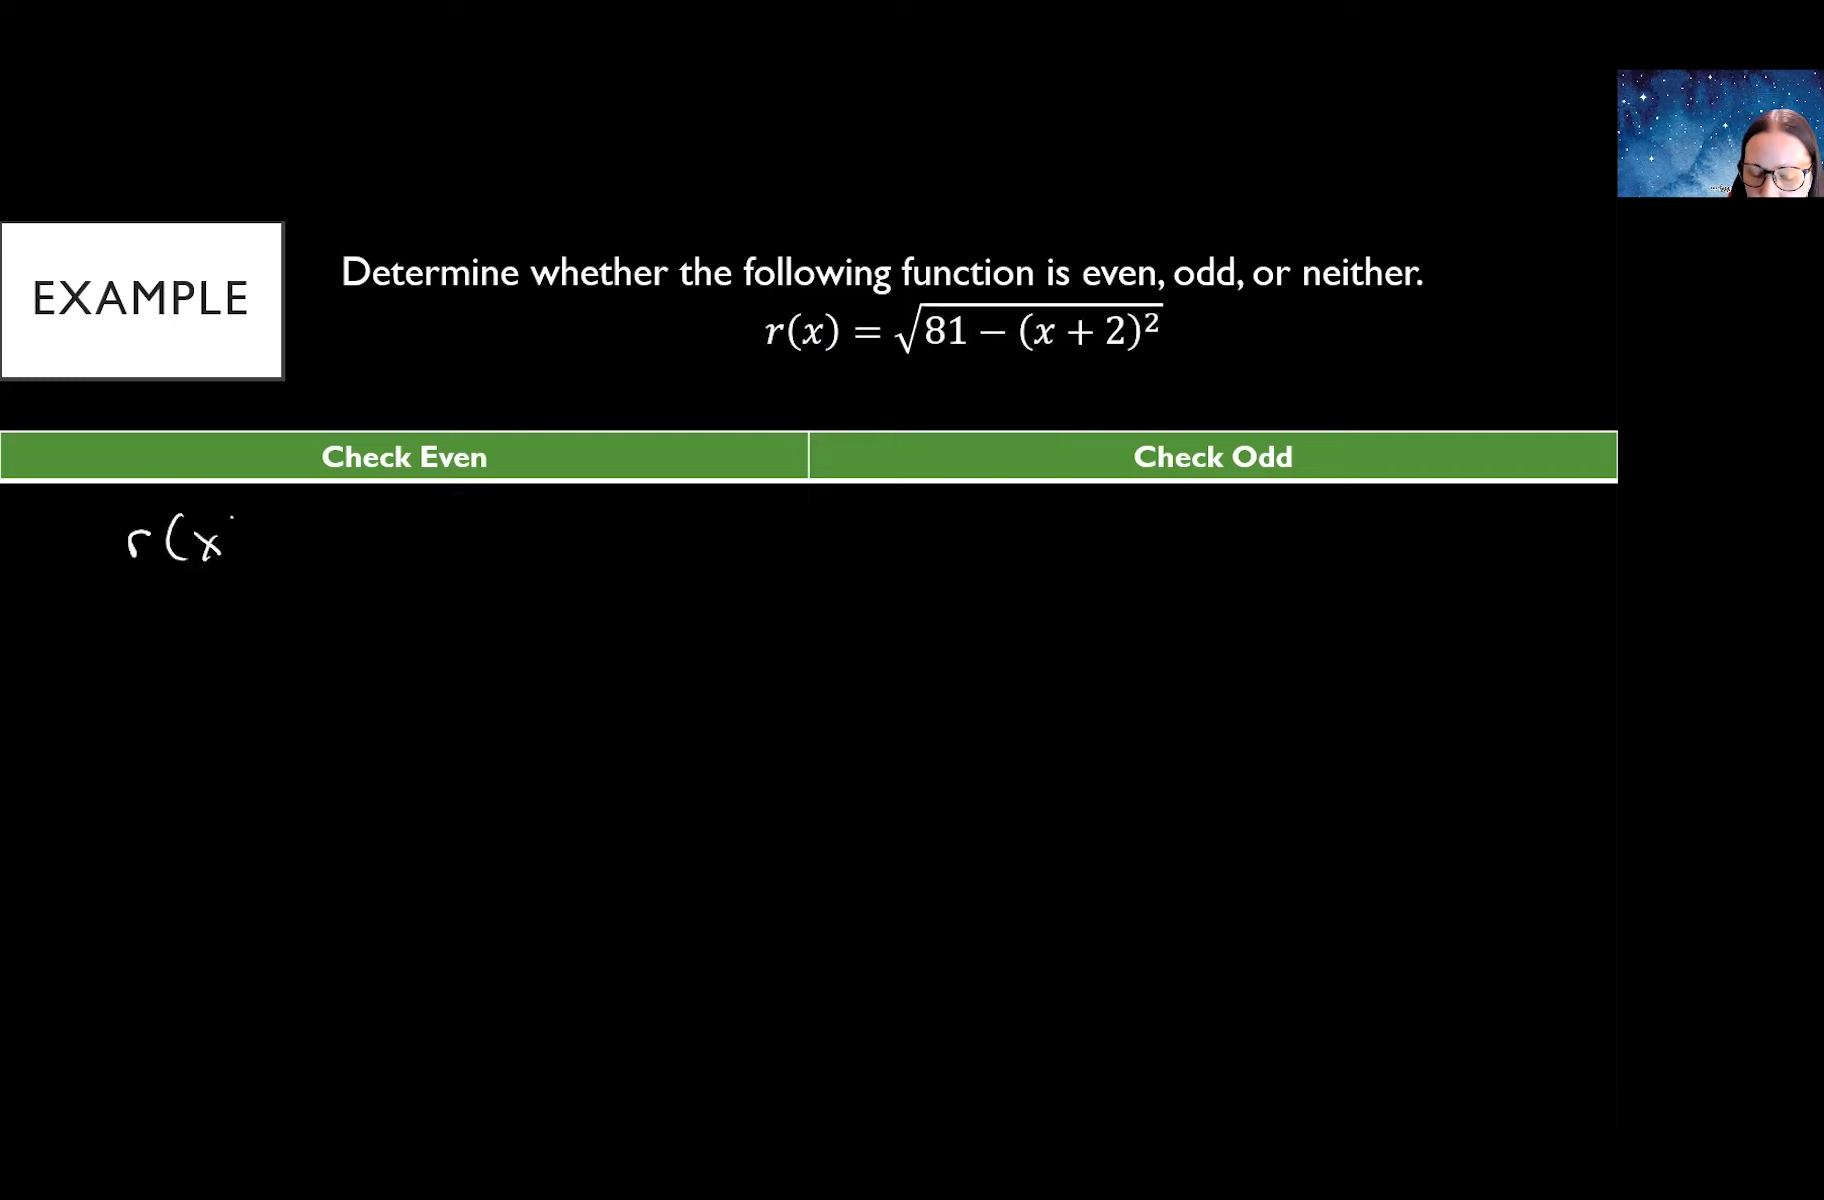 EXAMPLE
Determine whether the following function is even, odd, or neither.
r(x) = √81 − (x + 2)²
Check Even
Check Odd
r(x